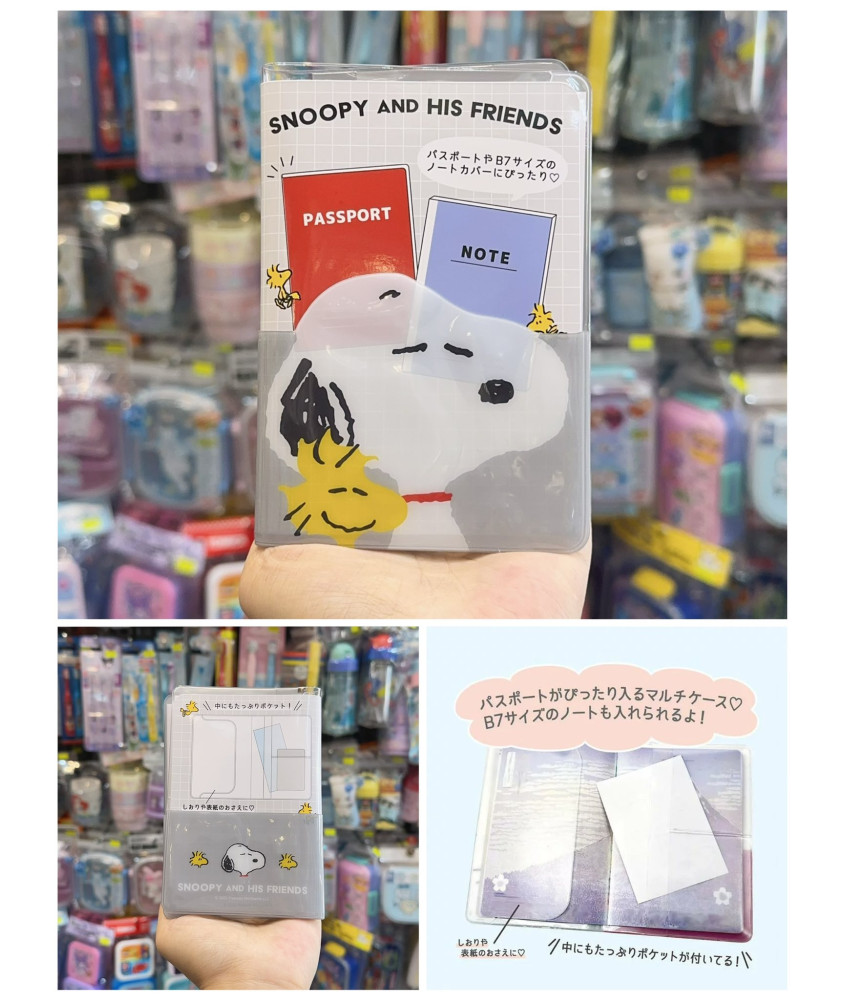 SNOOPY AND HIS FRIENDS
パスポートやB7サイズの
ノートカバーにぴったり♡
PASSPORT
NOTE
中にもたっぷりポケット!
しおりや表紙のおさえに♡
SNOOPY AND HIS FRIENDS
パスポートがぴったり入るマルチケース♡
B7サイズのノートも入れられるよ!
しおりや
表紙のおさえに♡
中にもたっぷりポケットが付いてる!